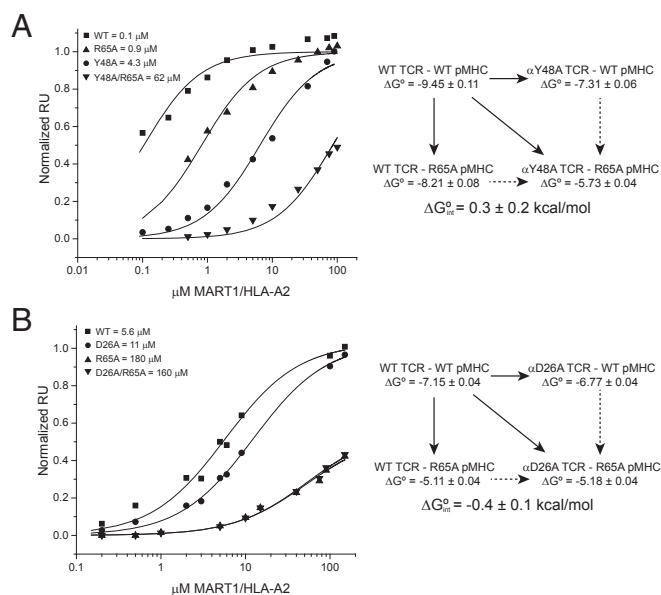 A
WT = 0.1 μM
R65A = 0.9 μM
Y48A = 4.3 μM
Y48A/R65A = 62 μM
Normalized RU
1.0
0.8
0.6
0.4
0.2
0.0
0.01 0.1 1 10 100
μM MART1/HLA-A2
WT TCR - WT pMHC
ΔG° = -9.45 ± 0.11
αY48A TCR - WT pMHC
ΔG° = -7.31 ± 0.06
WT TCR - R65A pMHC
ΔG° = -8.21 ± 0.08
αY48A TCR - R65A pMHC
ΔG° = -5.73 ± 0.04
ΔG°int = 0.3 ± 0.2 kcal/mol
B
WT = 5.6 μM
D26A = 11 μM
R65A = 180 μM
D26A/R65A = 160 μM
Normalized RU
1.0
0.8
0.6
0.4
0.2
0.0
0.1 1 10 100
μM MART1/HLA-A2
WT TCR - WT pMHC
ΔG° = -7.15 ± 0.04
αD26A TCR - WT pMHC
ΔG° = -6.77 ± 0.04
WT TCR - R65A pMHC
ΔG° = -5.11 ± 0.04
αD26A TCR - R65A pMHC
ΔG° = -5.18 ± 0.04
ΔG°int = -0.4 ± 0.1 kcal/mol